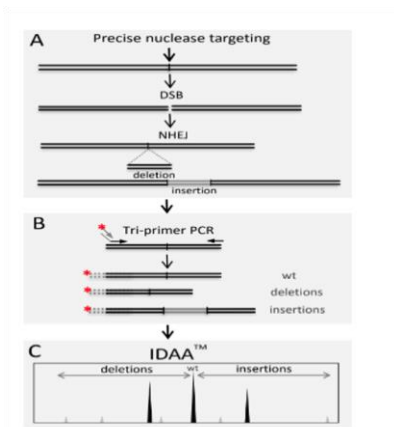 A
Precise nuclease targeting
DSB
NHEJ
deletion
insertion
B
Tri-primer PCR
wt
deletions
insertions
C
IDAA™
deletions wt insertions